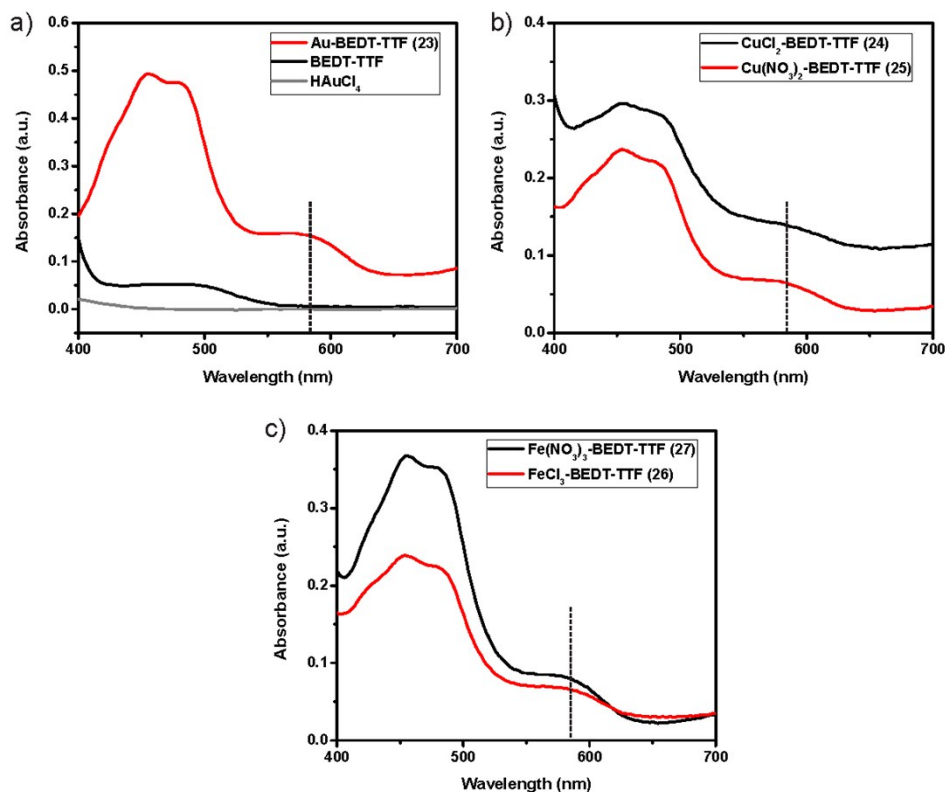 a)
0.6
0.5
0.4
0.3
0.2
0.1
0.0
Absorbance (a.u.)
Au-BEDT-TTF (23)
BEDT-TTF
HAuCl₄
400
500
600
700
Wavelength (nm)
b)
0.4
0.3
0.2
0.1
0.0
Absorbance (a.u.)
CuCl₂-BEDT-TTF (24)
Cu(NO₃)₂-BEDT-TTF (25)
400
500
600
700
Wavelength (nm)
c)
0.4
0.3
0.2
0.1
0.0
Absorbance (a.u.)
Fe(NO₃)₃-BEDT-TTF (27)
FeCl₃-BEDT-TTF (26)
400
500
600
700
Wavelength (nm)